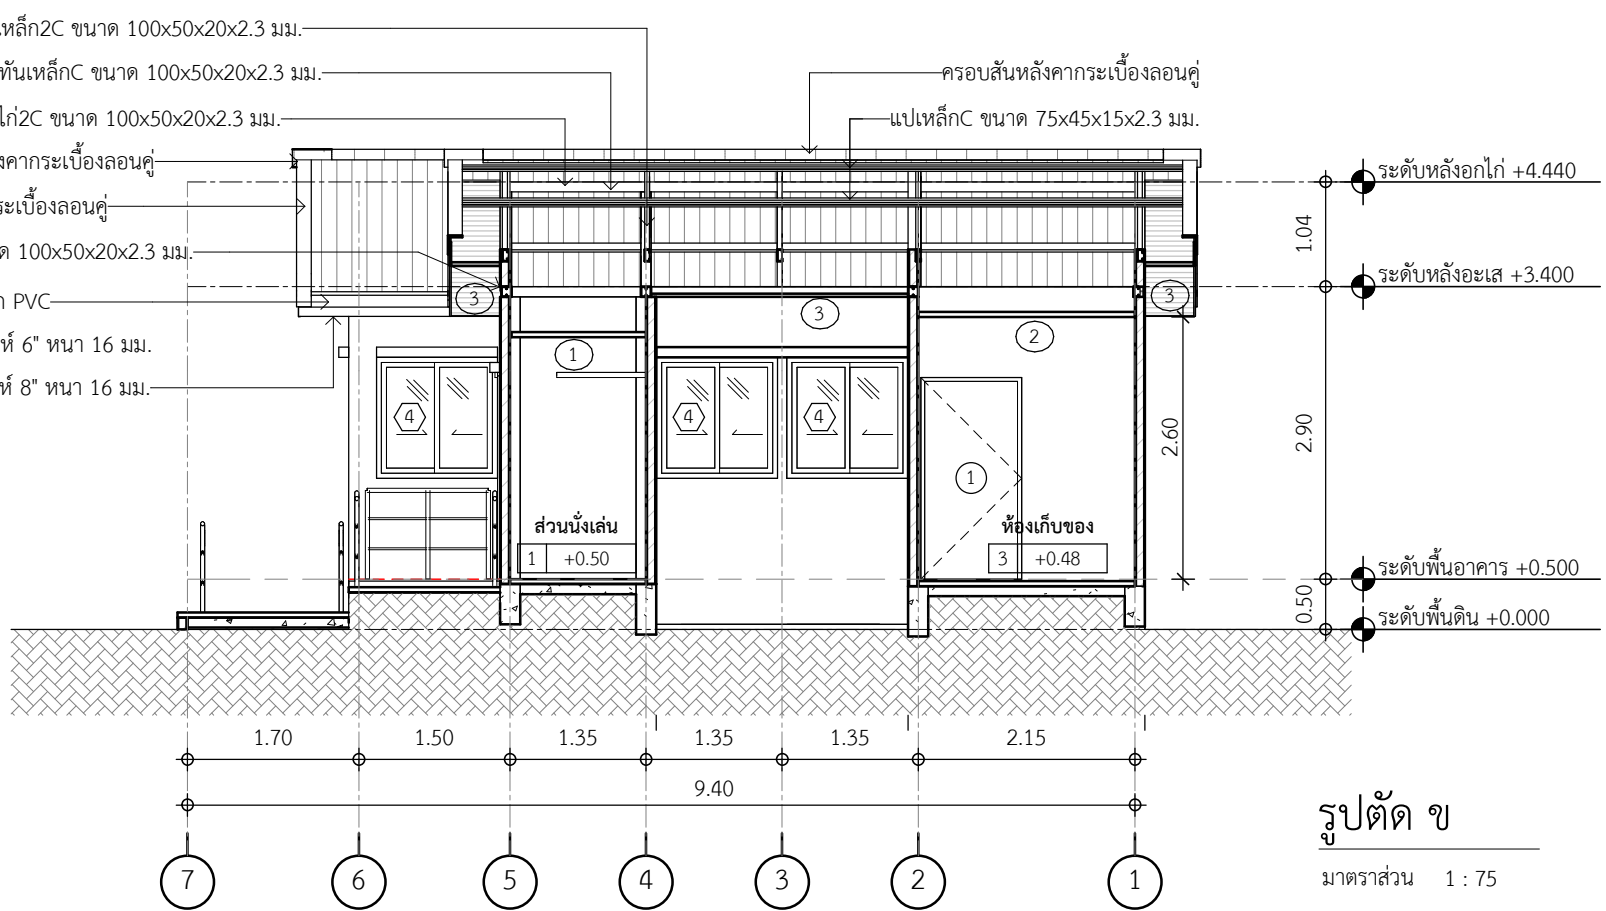 เหล็ก2C ขนาด 100x50x20x2.3 มม.
ทันเหล็กC ขนาด 100x50x20x2.3 มม.
ครอบสันหลังคากระเบื้องลอนคู่
ไก่2C ขนาด 100x50x20x2.3 มม.
แปเหล็กC ขนาด 75x45x15x2.3 มม.
คากระเบื้องลอนคู่
ระดับหลังอกไก่ +4.440
ระเบื้องลอนคู่
1.04
100x50x20x2.3 มม.
ระดับหลังอะเส +3.400
3
3
PVC
3
2
6" หนา 16 มม.
1
8" หนา 16 มม.
4
4
4
2.60
2.90
1
ส่วนนั่งเล่น
1 +0.50
ห้องเก็บของ
3 +0.48
ระดับพื้นอาคาร +0.500
0.50
ระดับพื้นดิน +0.000
1.70 1.50 1.35 1.35 1.35 2.15
9.40
รูปตัด ข
7 6 5 4 3 2 1
มาตราส่วน 1 : 75